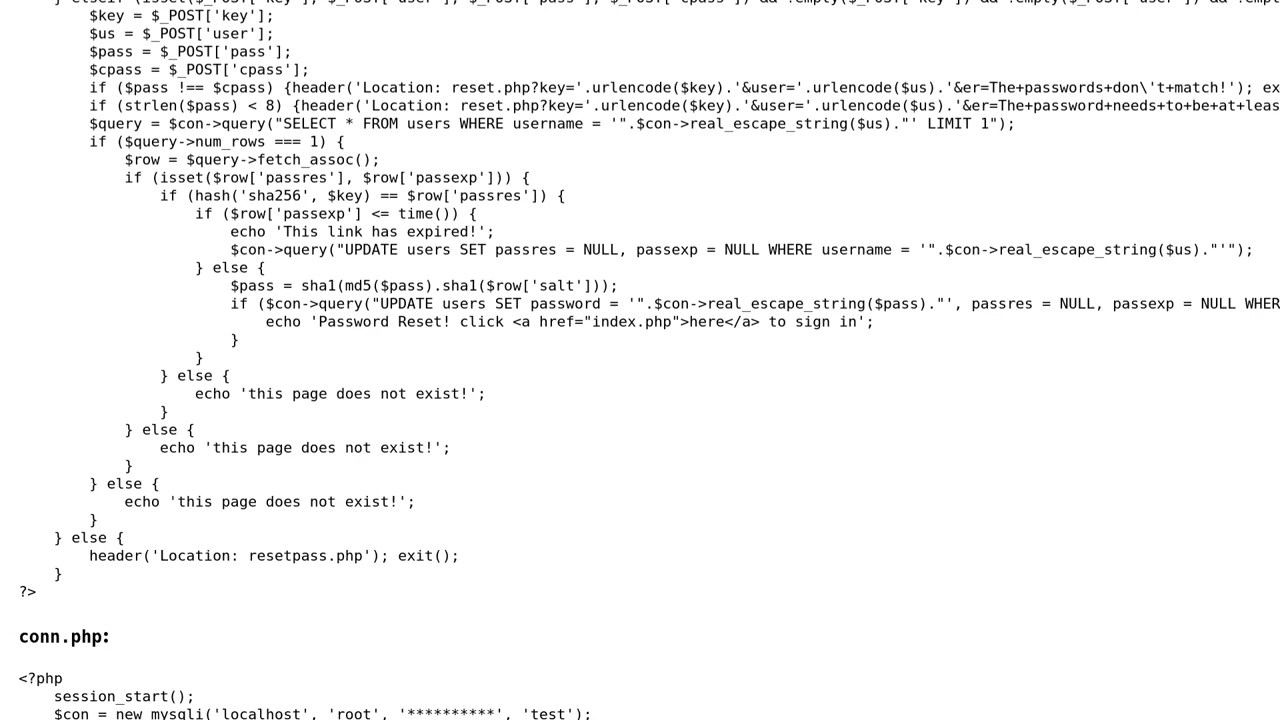 } elseif (isset($_POST['key'], $_POST['user'], $_POST['pass'], $_POST['cpass']) && !empty($_POST['key']) && !empty($_POST['user']) && !empt
$key = $_POST['key'];
$us = $_POST['user'];
$pass = $_POST['pass'];
$cpass = $_POST['cpass'];
if ($pass !== $cpass) {header('Location: reset.php?key='.urlencode($key).'&user='.urlencode($us).'&er=The+passwords+don\'t+match!'); ex
if (strlen($pass) < 8) {header('Location: reset.php?key='.urlencode($key).'&user='.urlencode($us).'&er=The+password+needs+to+be+at+leas
$query = $con->query("SELECT * FROM users WHERE username = '".$con->real_escape_string($us)."' LIMIT 1");
if ($query->num_rows === 1) {
$row = $query->fetch_assoc();
if (isset($row['passres'], $row['passexp'])) {
if (hash('sha256', $key) == $row['passres']) {
if ($row['passexp'] <= time()) {
echo 'This link has expired!';
$con->query("UPDATE users SET passres = NULL, passexp = NULL WHERE username = '".$con->real_escape_string($us)."'");
} else {
$pass = sha1(md5($pass).sha1($row['salt']));
if ($con->query("UPDATE users SET password = '".$con->real_escape_string($pass)."', passres = NULL, passexp = NULL WHER
echo 'Password Reset! click <a href="index.php">here</a> to sign in';
}
}
} else {
echo 'this page does not exist!';
}
} else {
echo 'this page does not exist!';
}
} else {
echo 'this page does not exist!';
}
} else {
header('Location: resetpass.php'); exit();
}
?>
conn.php:
<?php
session_start();
$con = new mysqli('localhost', 'root', '**********', 'test');